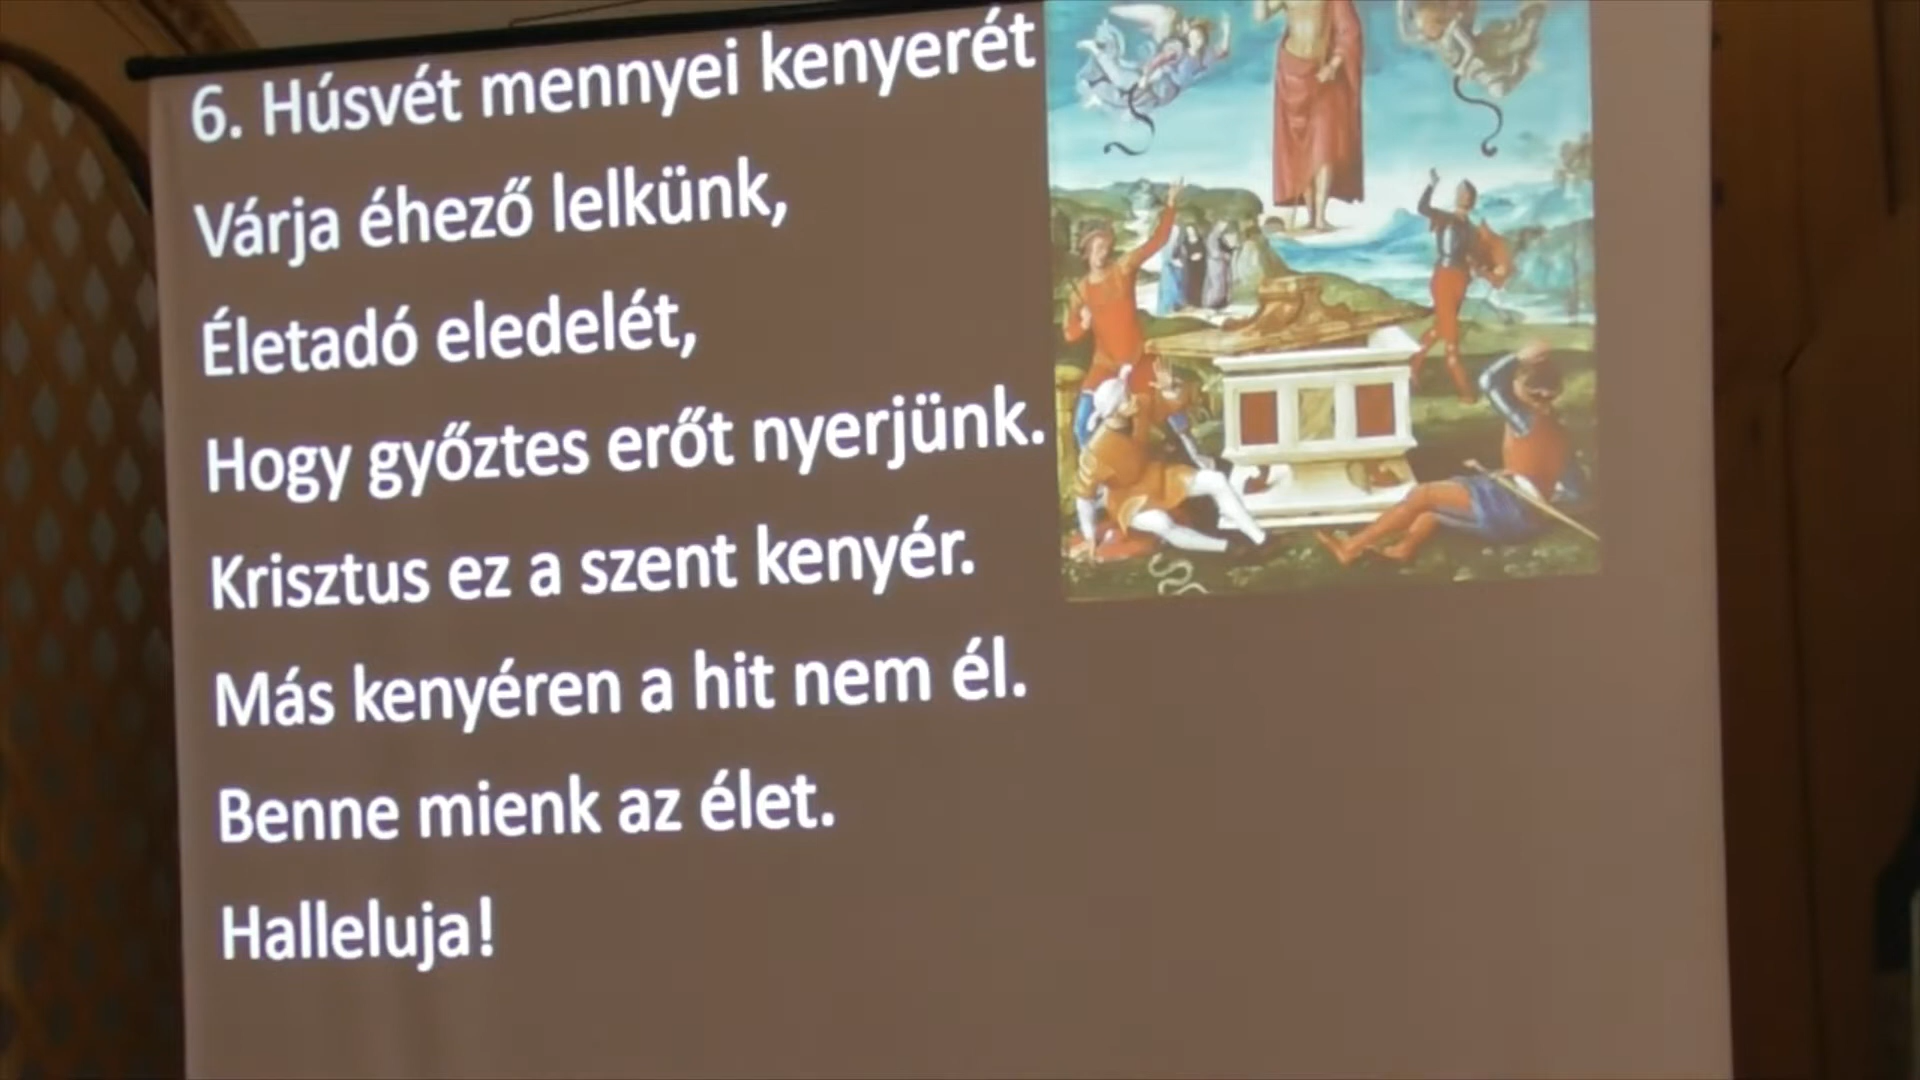 6. Húsvét mennyei kenyerét
Várja éhező lelkünk,
Életadó eledelét,
Hogy győztes erőt nyerjünk.
Krisztus ez a szent kenyér.
Más kenyéren a hit nem él.
Benne mienk az élet.
Halleluja!